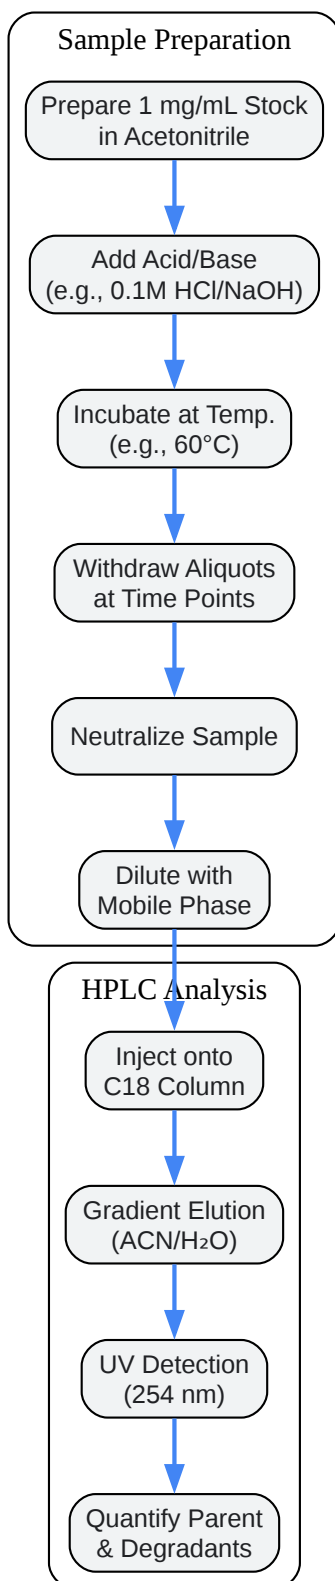 Sample Preparation
Prepare 1 mg/mL Stock
in Acetonitrile
Add Acid/Base
(e.g., 0.1M HCl/NaOH)
Incubate at Temp.
(e.g., 60°C)
Withdraw Aliquots
at Time Points
Neutralize Sample
Dilute with
Mobile Phase
HPLC Analysis
Inject onto
C18 Column
Gradient Elution
(ACN/H₂O)
UV Detection
(254 nm)
Quantify Parent
& Degradants